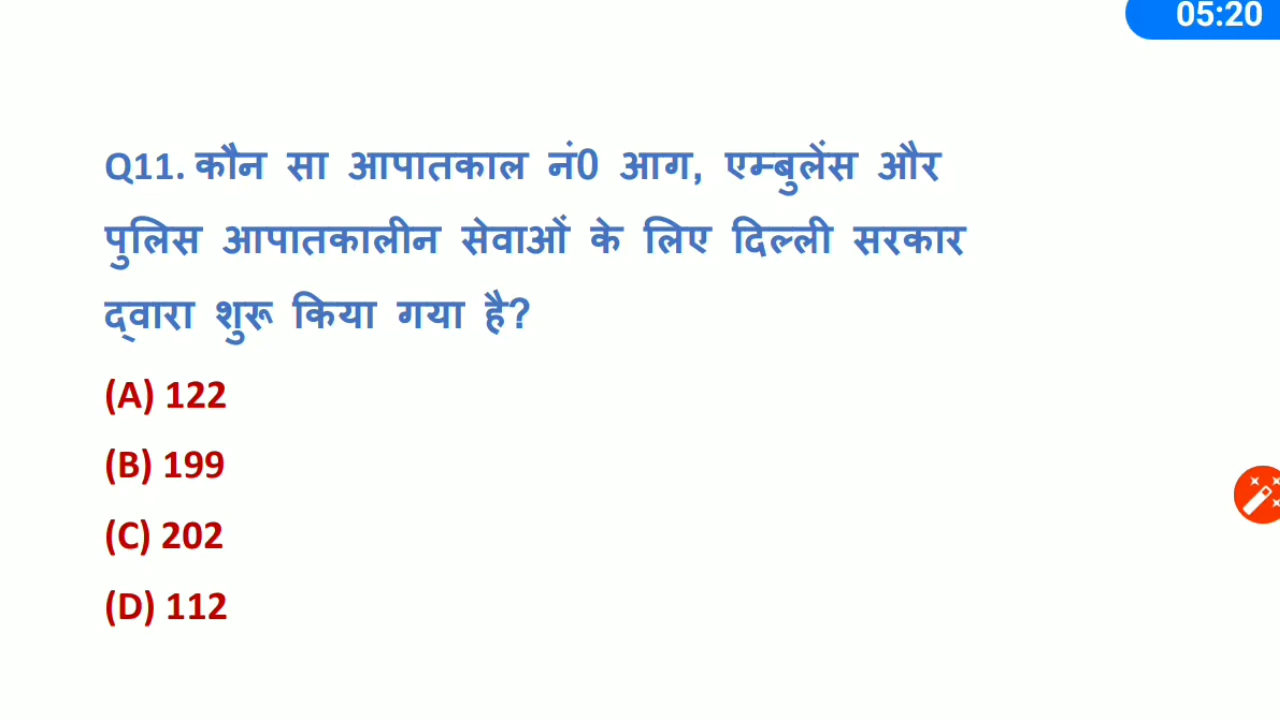 05:20
Q11. कौन सा आपातकाल नं0 आग, एम्बुलेंस और
पुलिस आपातकालीन सेवाओं के लिए दिल्ली सरकार
द्वारा शुरू किया गया है?
(A) 122
(B) 199
(C) 202
(D) 112